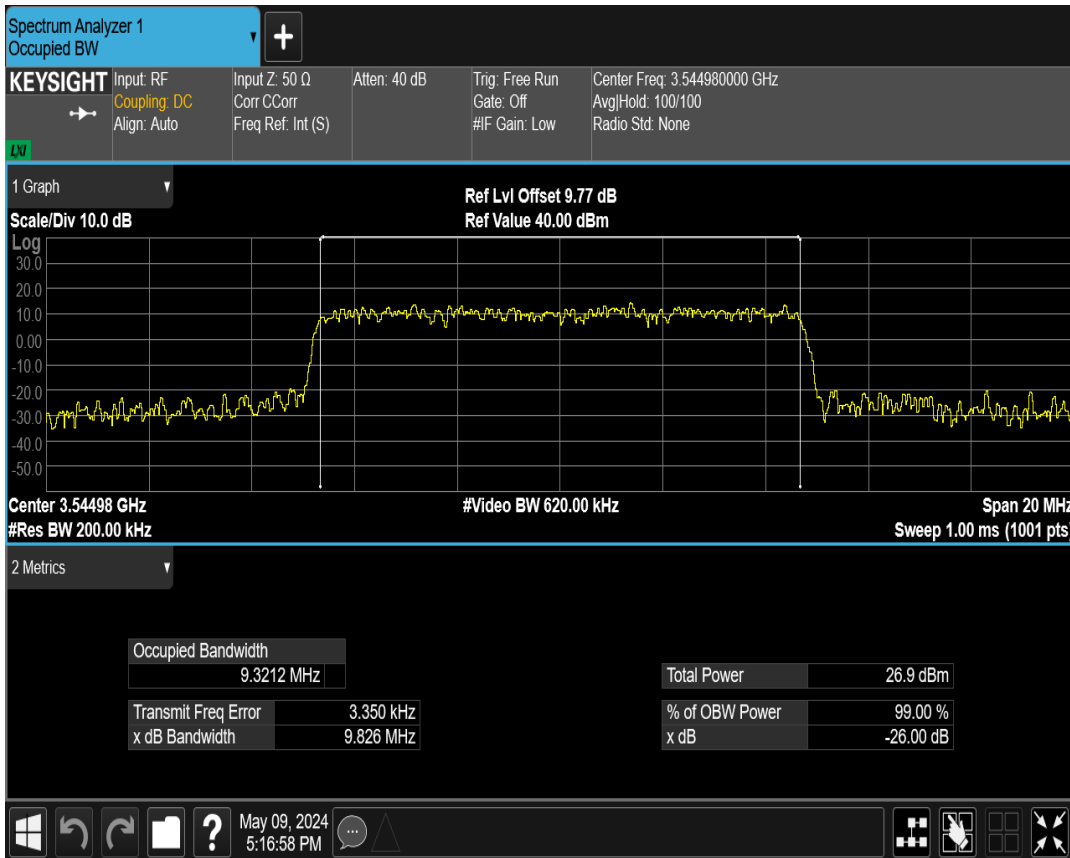 Spectrum Analyzer 1
Occupied BW
+
KEYSIGHT
LXI
Input: RF
Coupling: DC
Align: Auto
Input Z: 50 Ω
Corr CCorr
Freq Ref: Int (S)
Atten: 40 dB
Trig: Free Run
Gate: Off
#IF Gain: Low
Center Freq: 3.544980000 GHz
Avg|Hold: 100/100
Radio Std: None
1 Graph
Ref Lvl Offset 9.77 dB
Scale/Div 10.0 dB
Ref Value 40.00 dBm
Log
30.0
20.0
10.0
0.00
-10.0
-20.0
-30.0
-40.0
-50.0
Center 3.54498 GHz
#Video BW 620.00 kHz
Span 20 MHz
#Res BW 200.00 kHz
Sweep 1.00 ms (1001 pts)
2 Metrics
Occupied Bandwidth
9.3212 MHz
Total Power 26.9 dBm
Transmit Freq Error 3.350 kHz
% of OBW Power 99.00 %
x dB Bandwidth 9.826 MHz
x dB -26.00 dB
?
May 09, 2024
5:16:58 PM